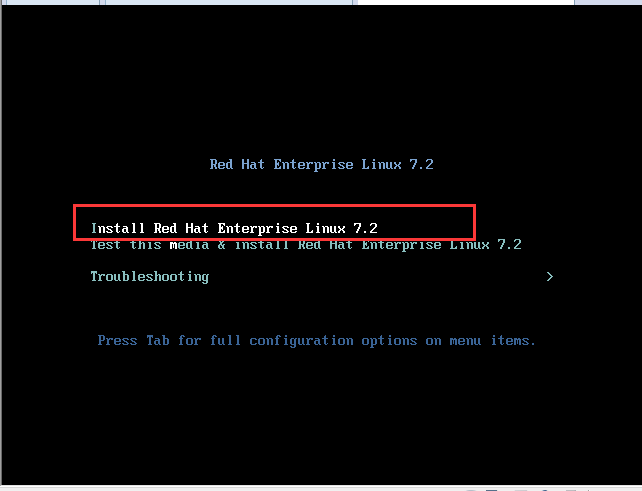 Red Hat Enterprise Linux 7.2
Install Red Hat Enterprise Linux 7.2
Test this media & install Red Hat Enterprise Linux 7.2
Troubleshooting >
Press Tab for full configuration options on menu items.